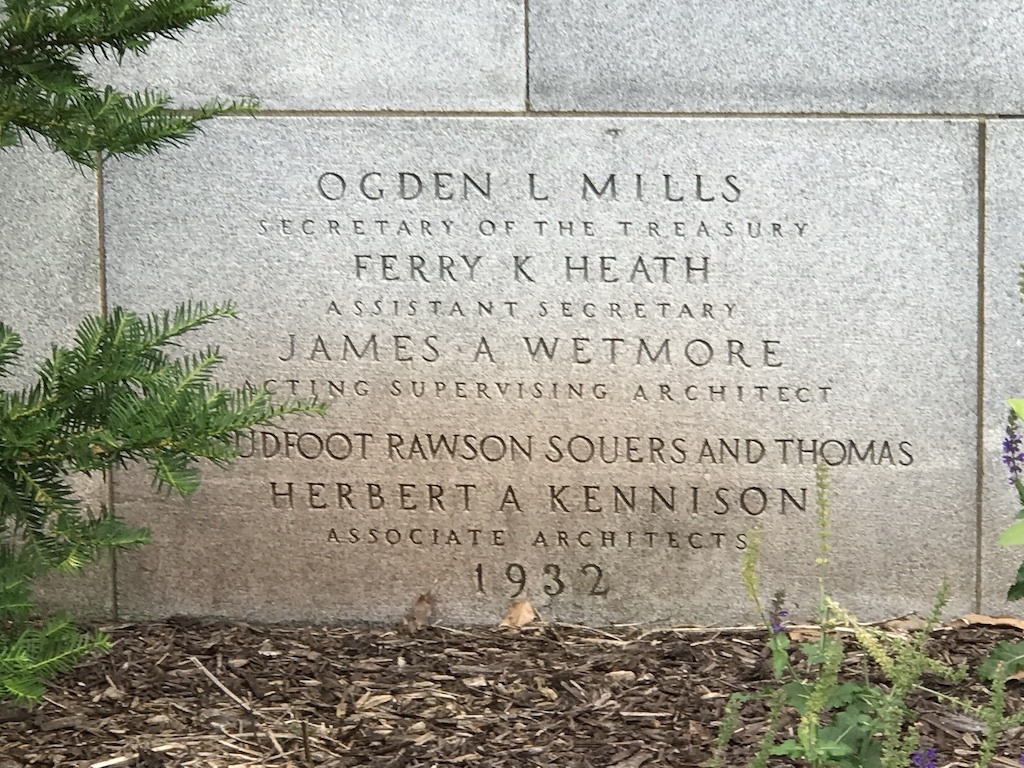 OGDEN L MILLS
SECRETARY OF THE TREASURY
FERRY K HEATH
ASSISTANT SECRETARY
JAMES A WETMORE
ACTING SUPERVISING ARCHITECT
RAWSON SOUERS AND THOMAS
HERBERT A KENNISON
ASSOCIATE ARCHITECTS
1932